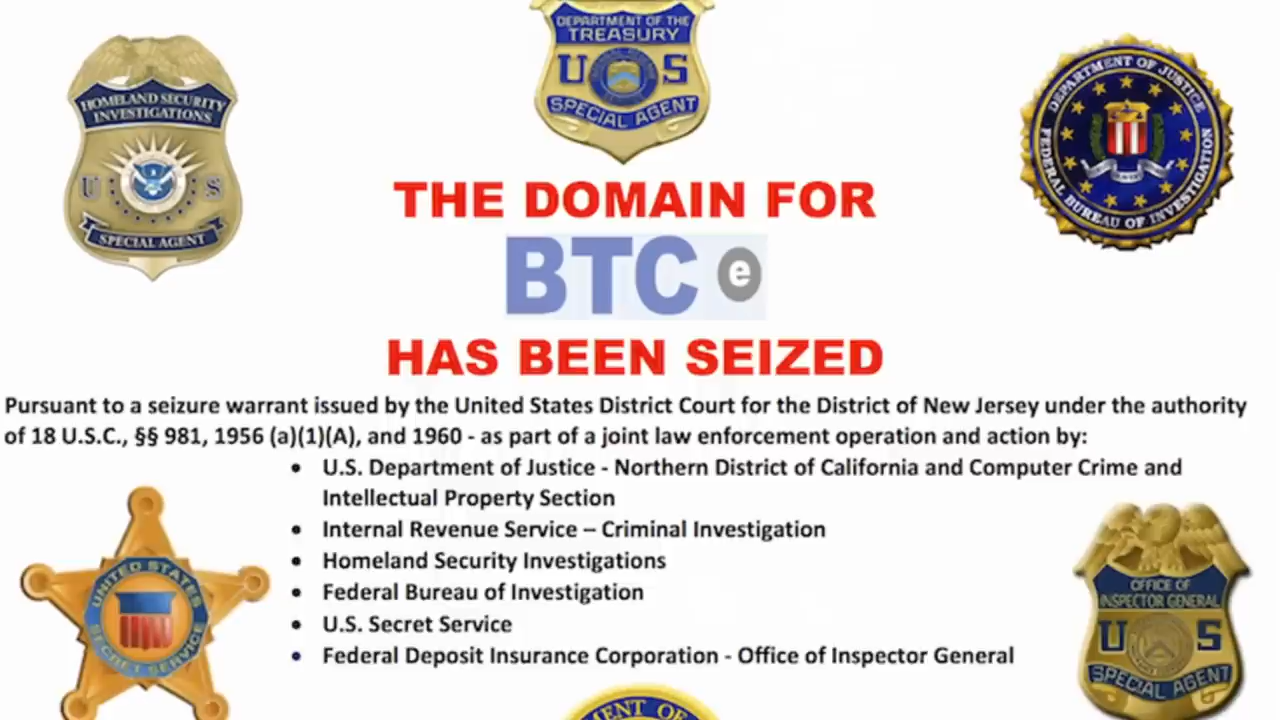 DEPARTMENT OF THE
TREASURY
U S
SPECIAL AGENT
HOMELAND SECURITY
INVESTIGATIONS
U S
SPECIAL AGENT
DEPARTMENT OF JUSTICE
FEDERAL BUREAU OF INVESTIGATION
THE DOMAIN FOR
BTC e
HAS BEEN SEIZED
Pursuant to a seizure warrant issued by the United States District Court for the District of New Jersey under the authority
of 18 U.S.C., §§ 981, 1956 (a)(1)(A), and 1960 - as part of a joint law enforcement operation and action by:
• U.S. Department of Justice - Northern District of California and Computer Crime and
Intellectual Property Section
• Internal Revenue Service – Criminal Investigation
• Homeland Security Investigations
• Federal Bureau of Investigation
• U.S. Secret Service
• Federal Deposit Insurance Corporation - Office of Inspector General
UNITED STATES
SECRET SERVICE
OFFICE OF
INSPECTOR GENERAL
U S
SPECIAL AGENT